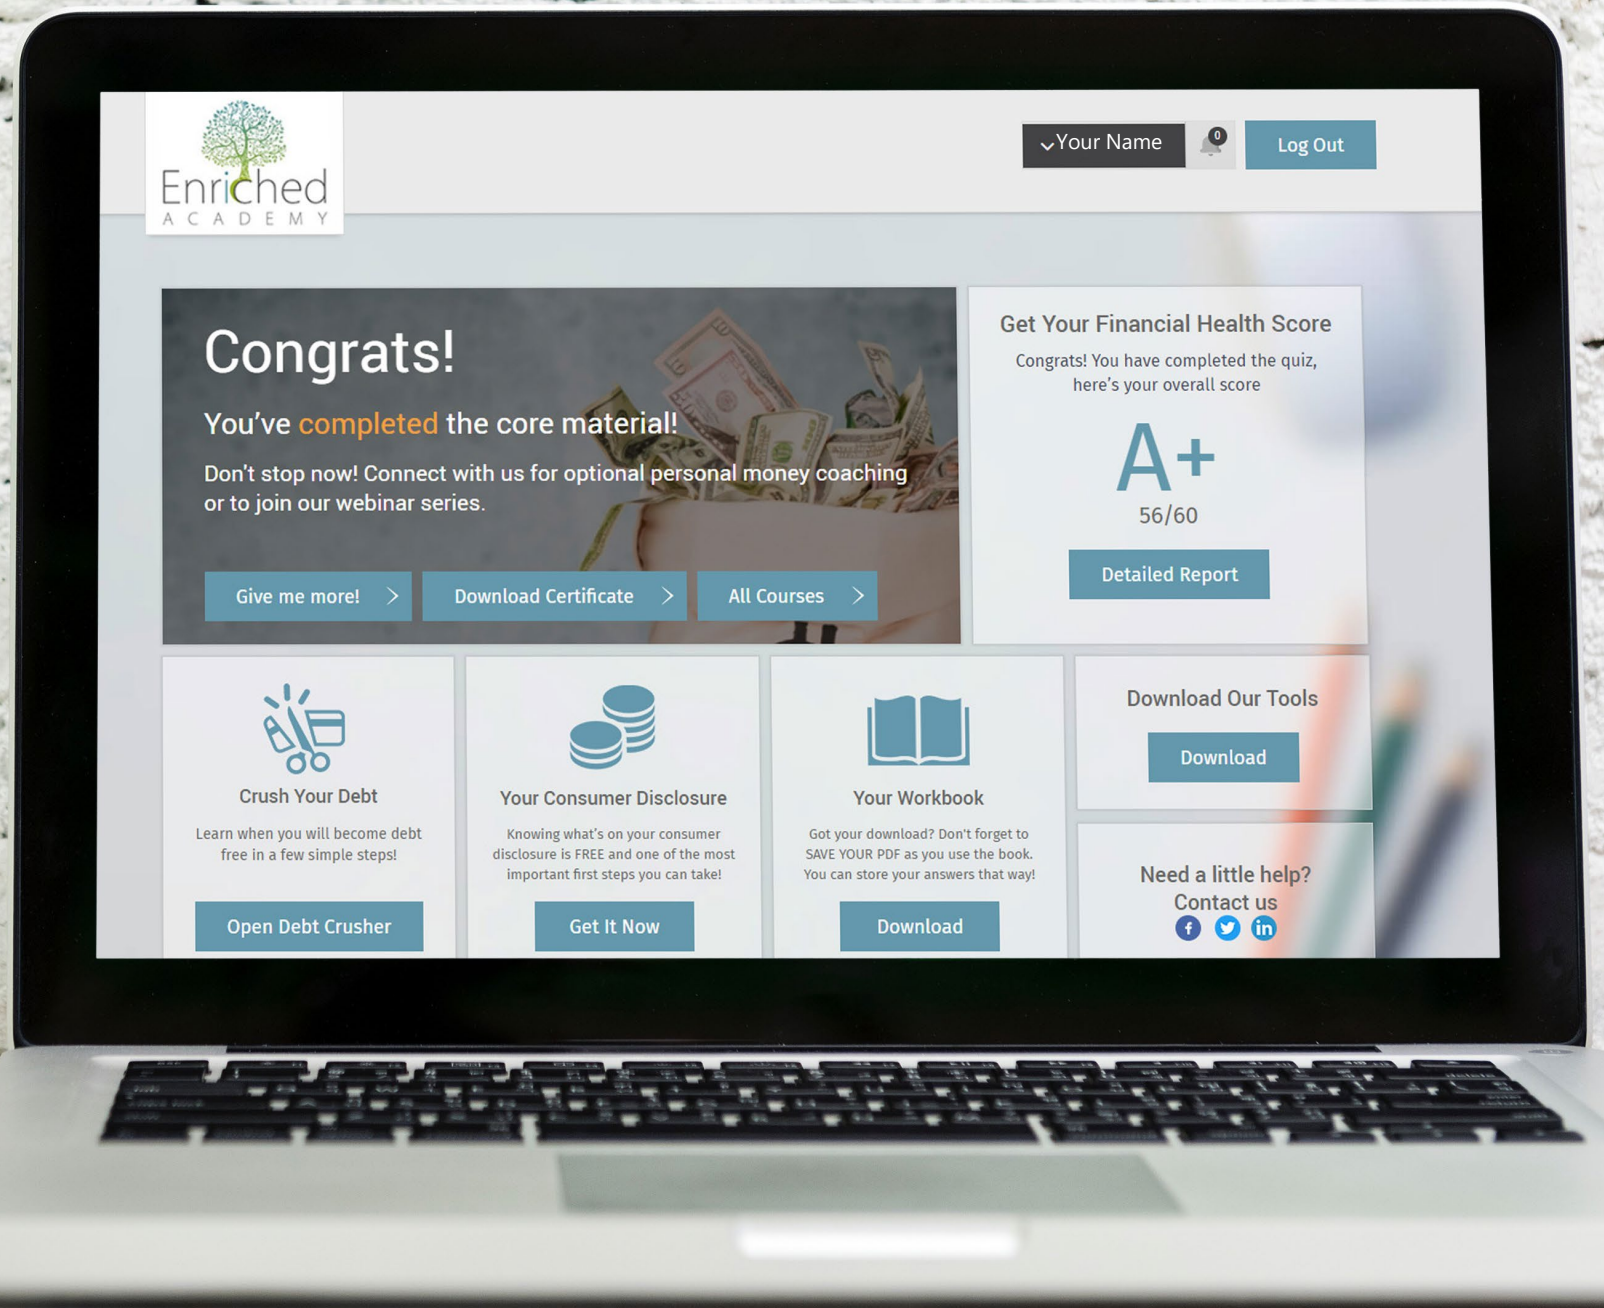 Enriched
ACADEMY
Your Name
0
Log Out
Congrats!
You've completed the core material!
Don't stop now! Connect with us for optional personal money coaching
or to join our webinar series.
Give me more!
Download Certificate
All Courses
Get Your Financial Health Score
Congrats! You have completed the quiz,
here's your overall score
A+
56/60
Detailed Report
Crush Your Debt
Learn when you will become debt
free in a few simple steps!
Open Debt Crusher
Your Consumer Disclosure
Knowing what's on your consumer
disclosure is FREE and one of the most
important first steps you can take!
Get It Now
Your Workbook
Got your download? Don't forget to
SAVE YOUR PDF as you use the book.
You can store your answers that way!
Download
Download Our Tools
Download
Need a little help?
Contact us
f
in